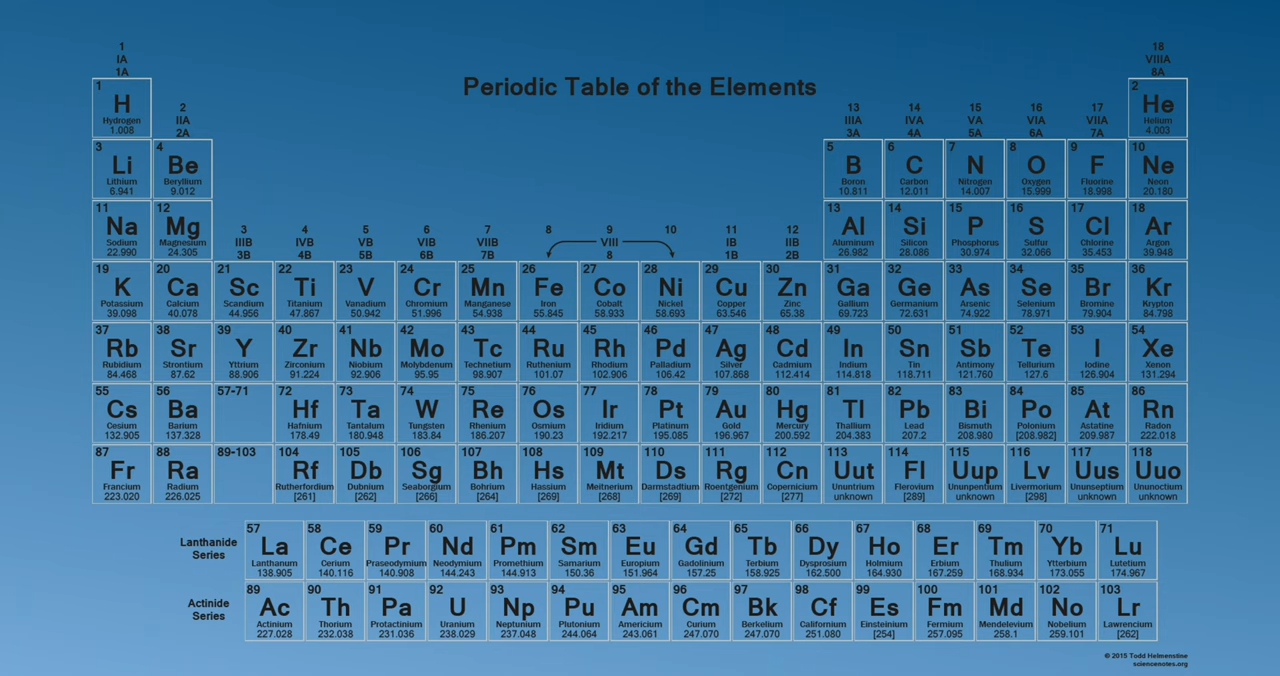 1 18
IA VIIIA
1A 8A
Periodic Table of the Elements
1 2
H He
Hydrogen Helium
1.008 4.003
2 13 14 15 16 17
IIA IIIA IVA VA VIA VIIA
2A 3A 4A 5A 6A 7A
3 4 5 6 7 8 9 10
Li Be B C N O F Ne
Lithium Beryllium Boron Carbon Nitrogen Oxygen Fluorine Neon
6.941 9.012 10.811 12.011 14.007 15.999 18.998 20.180
11 12 13 14 15 16 17 18
Na Mg Al Si P S Cl Ar
Sodium Magnesium Aluminum Silicon Phosphorus Sulfur Chlorine Argon
22.990 24.305 26.982 28.086 30.974 32.066 35.453 39.948
3 4 5 6 7 8 9 10 11 12
IIIB IVB VB VIB VIIB VIII IB IIB
3B 4B 5B 6B 7B 8 1B 2B
19 20 21 22 23 24 25 26 27 28 29 30 31 32 33 34 35 36
K Ca Sc Ti V Cr Mn Fe Co Ni Cu Zn Ga Ge As Se Br Kr
Potassium Calcium Scandium Titanium Vanadium Chromium Manganese Iron Cobalt Nickel Copper Zinc Gallium Germanium Arsenic Selenium Bromine Krypton
39.098 40.078 44.956 47.867 50.942 51.996 54.938 55.845 58.933 58.693 63.546 65.38 69.723 72.631 74.922 78.971 79.904 84.798
37 38 39 40 41 42 43 44 45 46 47 48 49 50 51 52 53 54
Rb Sr Y Zr Nb Mo Tc Ru Rh Pd Ag Cd In Sn Sb Te I Xe
Rubidium Strontium Yttrium Zirconium Niobium Molybdenum Technetium Ruthenium Rhodium Palladium Silver Cadmium Indium Tin Antimony Tellurium Iodine Xenon
84.468 87.62 88.906 91.224 92.906 95.95 98.907 101.07 102.906 106.42 107.868 112.414 114.818 118.711 121.760 127.6 126.904 131.294
55 56 57-71 72 73 74 75 76 77 78 79 80 81 82 83 84 85 86
Cs Ba Hf Ta W Re Os Ir Pt Au Hg Tl Pb Bi Po At Rn
Cesium Barium Hafnium Tantalum Tungsten Rhenium Osmium Iridium Platinum Gold Mercury Thallium Lead Bismuth Polonium Astatine Radon
132.905 137.328 178.49 180.948 183.84 186.207 190.23 192.217 195.085 196.967 200.592 204.383 207.2 208.980 [208.982] 209.987 222.018
87 88 89-103 104 105 106 107 108 109 110 111 112 113 114 115 116 117 118
Fr Ra Rf Db Sg Bh Hs Mt Ds Rg Cn Uut Fl Uup Lv Uus Uuo
Francium Radium Rutherfordium Dubnium Seaborgium Bohrium Hassium Meitnerium Darmstadtium Roentgenium Copernicium Ununtrium Flerovium Ununpentium Livermorium Ununseptium Ununoctium
223.020 226.025 [261] [262] [266] [264] [269] [268] [269] [272] [277] unknown [289] unknown [298] unknown unknown
Lanthanide
Series
57 58 59 60 61 62 63 64 65 66 67 68 69 70 71
La Ce Pr Nd Pm Sm Eu Gd Tb Dy Ho Er Tm Yb Lu
Lanthanum Cerium Praseodymium Neodymium Promethium Samarium Europium Gadolinium Terbium Dysprosium Holmium Erbium Thulium Ytterbium Lutetium
138.905 140.116 140.908 144.243 144.913 150.36 151.964 157.25 158.925 162.500 164.930 167.259 168.934 173.055 174.967
Actinide
Series
89 90 91 92 93 94 95 96 97 98 99 100 101 102 103
Ac Th Pa U Np Pu Am Cm Bk Cf Es Fm Md No Lr
Actinium Thorium Protactinium Uranium Neptunium Plutonium Americium Curium Berkelium Californium Einsteinium Fermium Mendelevium Nobelium Lawrencium
227.028 232.038 231.036 238.029 237.048 244.064 243.061 247.070 247.070 251.080 [254] 257.095 258.1 259.101 [262]
© 2015 Todd Helmenstine
sciencenotes.org